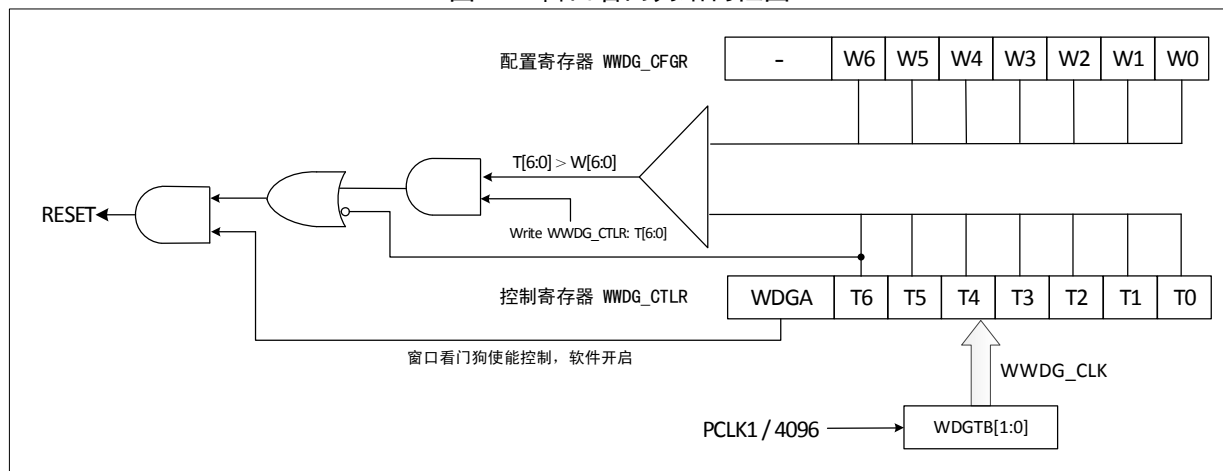 配置寄存器 WWDG_CFGR
- W6 W5 W4 W3 W2 W1 W0
T[6:0] > W[6:0]
RESET
Write WWDG_CTLR: T[6:0]
控制寄存器 WWDG_CTLR
WDGA T6 T5 T4 T3 T2 T1 T0
窗口看门狗使能控制，软件开启
WWDG_CLK
PCLK1 / 4096
WDGTB[1:0]